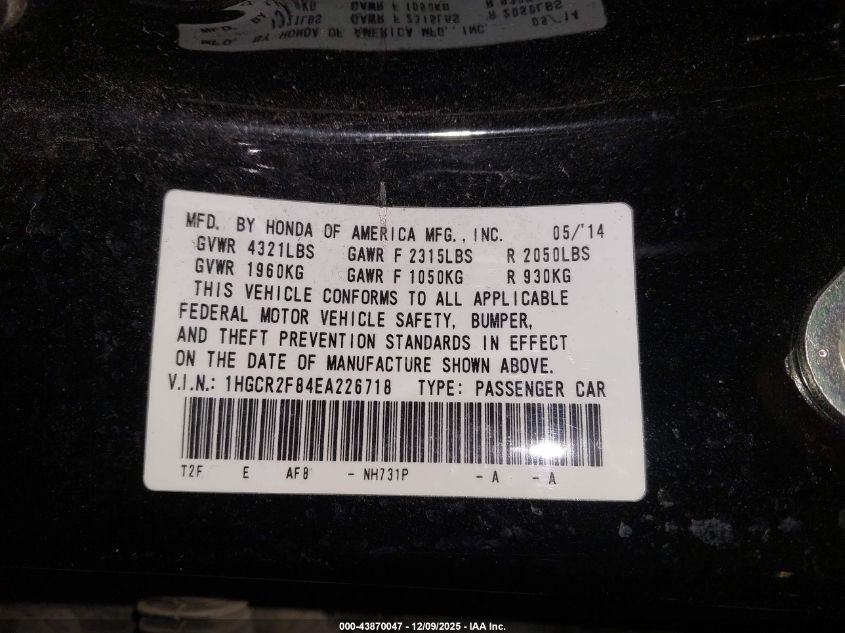 MFD. BY HONDA OF AMERICA MFG., INC. 05/14
GVWR 4321LBS GAWR F 2315LBS R 2050LBS
GVWR 1960KG GAWR F 1050KG R 930KG
THIS VEHICLE CONFORMS TO ALL APPLICABLE
FEDERAL MOTOR VEHICLE SAFETY, BUMPER,
AND THEFT PREVENTION STANDARDS IN EFFECT
ON THE DATE OF MANUFACTURE SHOWN ABOVE.
V.I.N.: 1HGCR2F84EA226718 TYPE: PASSENGER CAR
T2F E AF8 - NH731P - A - A
000-43870047 - 12/09/2025 - IAA Inc.